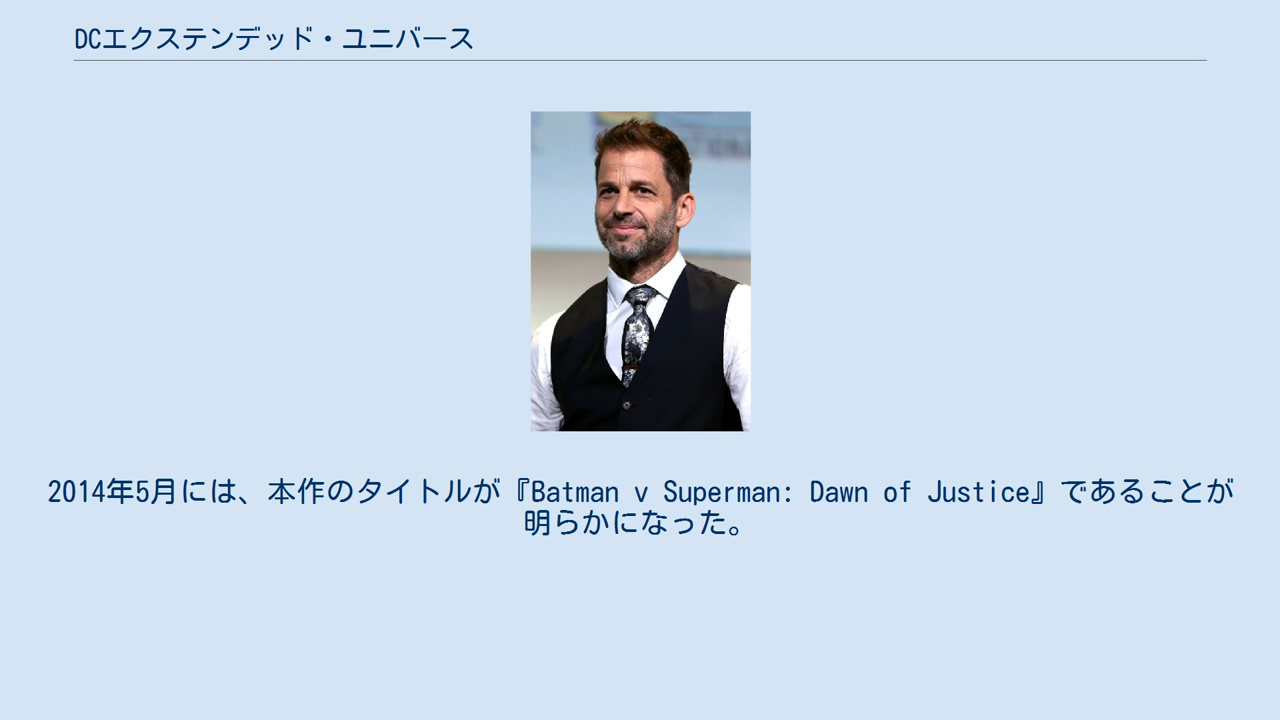 DCエクステンデッド・ユニバース
2014年5月には、本作のタイトルが『Batman v Superman: Dawn of Justice』であることが
明らかになった。